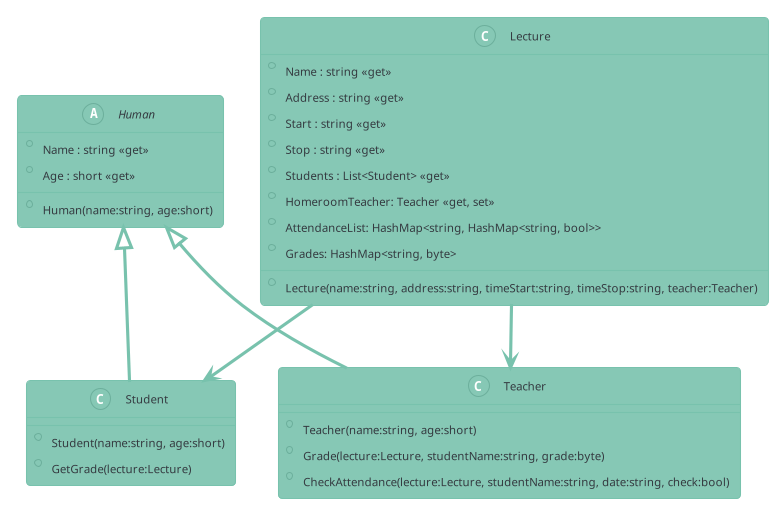 C Lecture
Name : string «get»
Address : string «get»
Start : string «get»
Stop : string «get»
Students : List<Student> «get»
HomeroomTeacher: Teacher «get, set»
AttendanceList: HashMap<string, HashMap<string, bool>>
Grades: HashMap<string, byte>
Lecture(name:string, address:string, timeStart:string, timeStop:string, teacher:Teacher)
A Human
Name : string «get»
Age : short «get»
Human(name:string, age:short)
C Student
Student(name:string, age:short)
GetGrade(lecture:Lecture)
C Teacher
Teacher(name:string, age:short)
Grade(lecture:Lecture, studentName:string, grade:byte)
CheckAttendance(lecture:Lecture, studentName:string, date:string, check:bool)